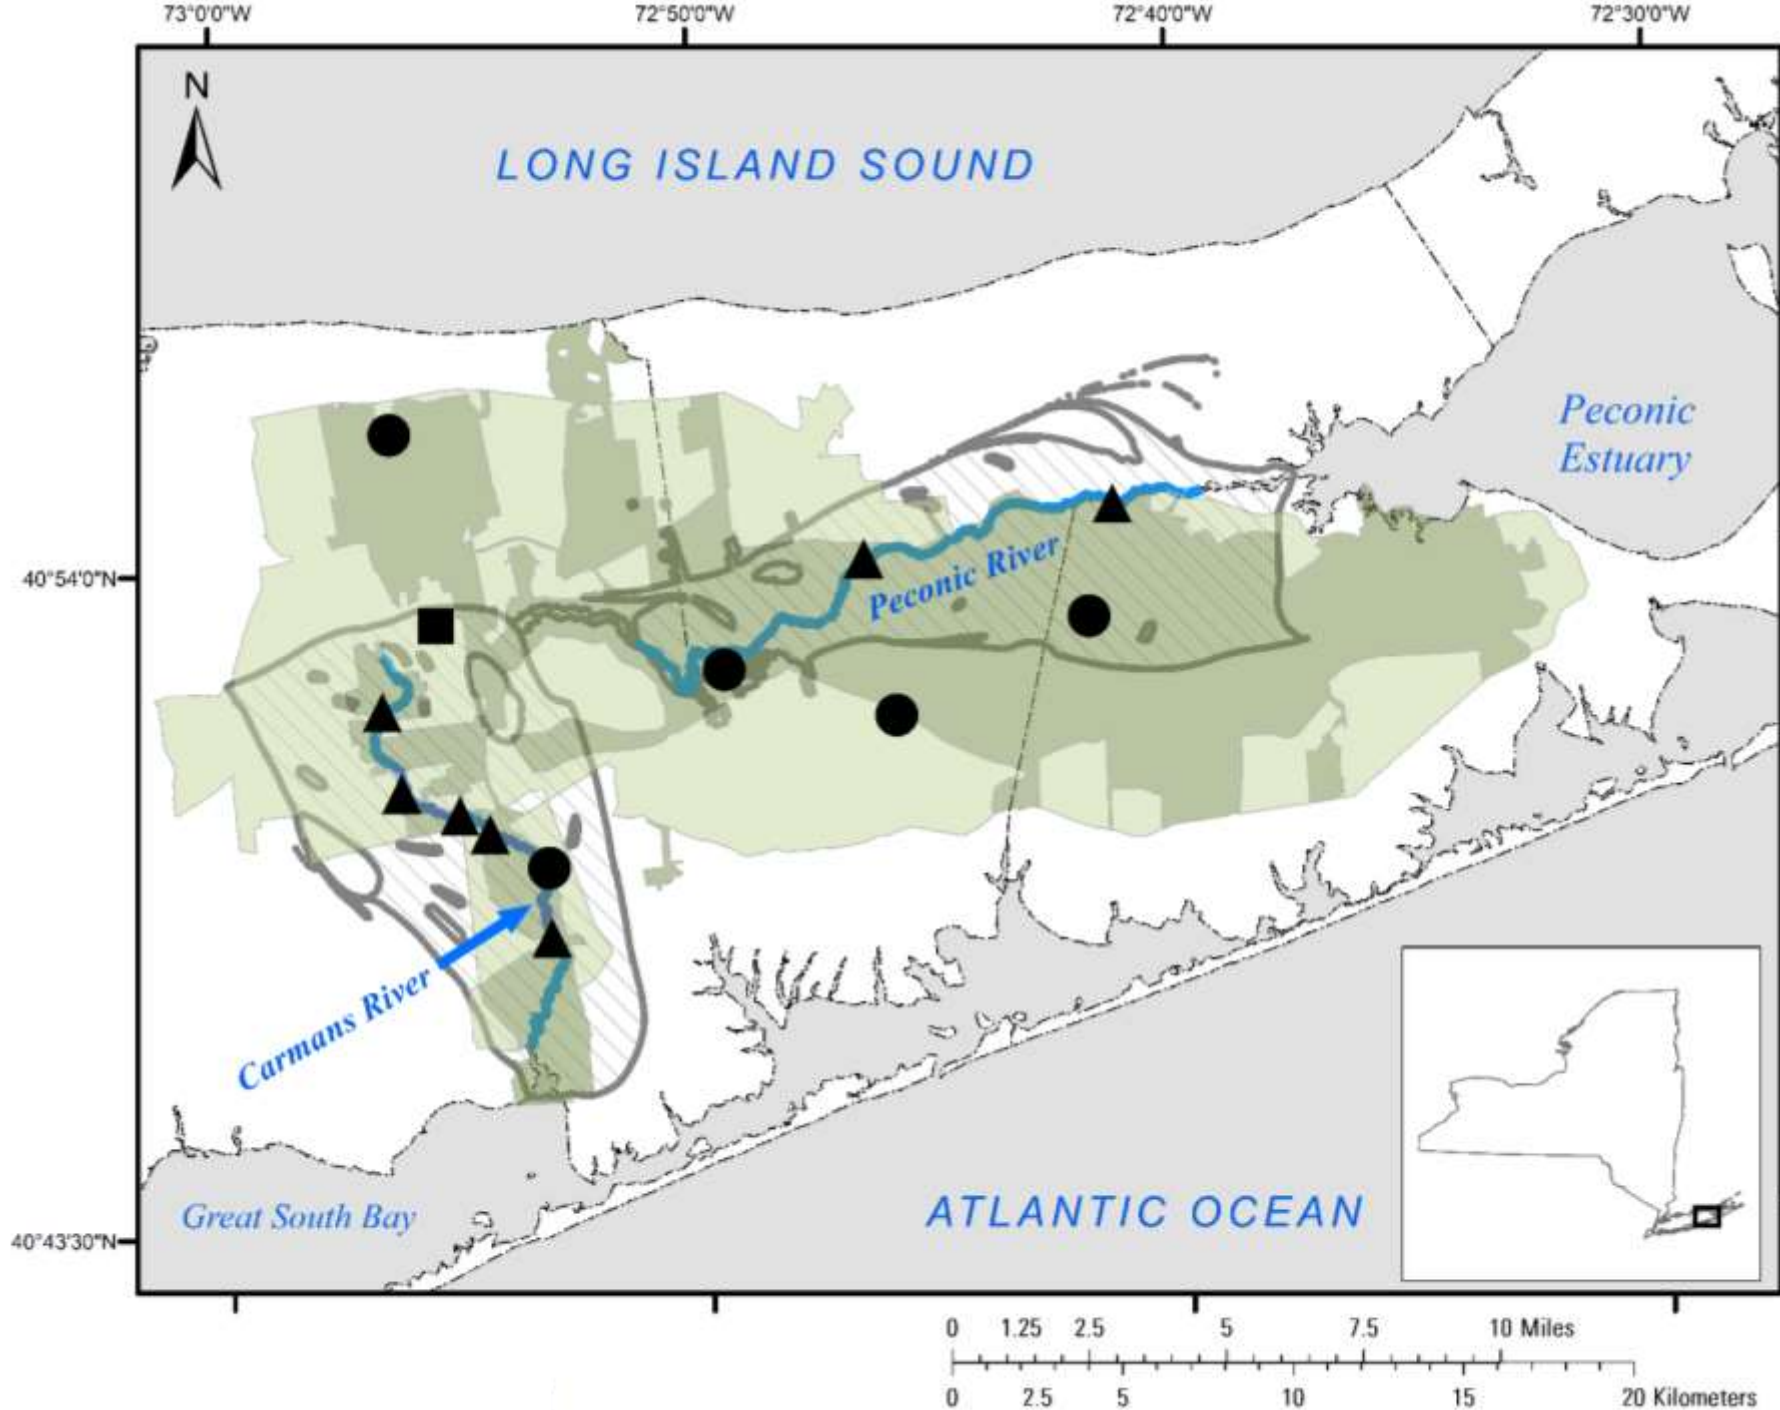 73°0'0"W
72°50'0"W
72°40'0"W
72°30'0"W
N
LONG ISLAND SOUND
Peconic
Estuary
40°54'0"N
Peconic River
Carmans River
Great South Bay
ATLANTIC OCEAN
40°43'30"N
0 1.25 2.5 5 7.5 10 Miles
0 2.5 5 10 15 20 Kilometers